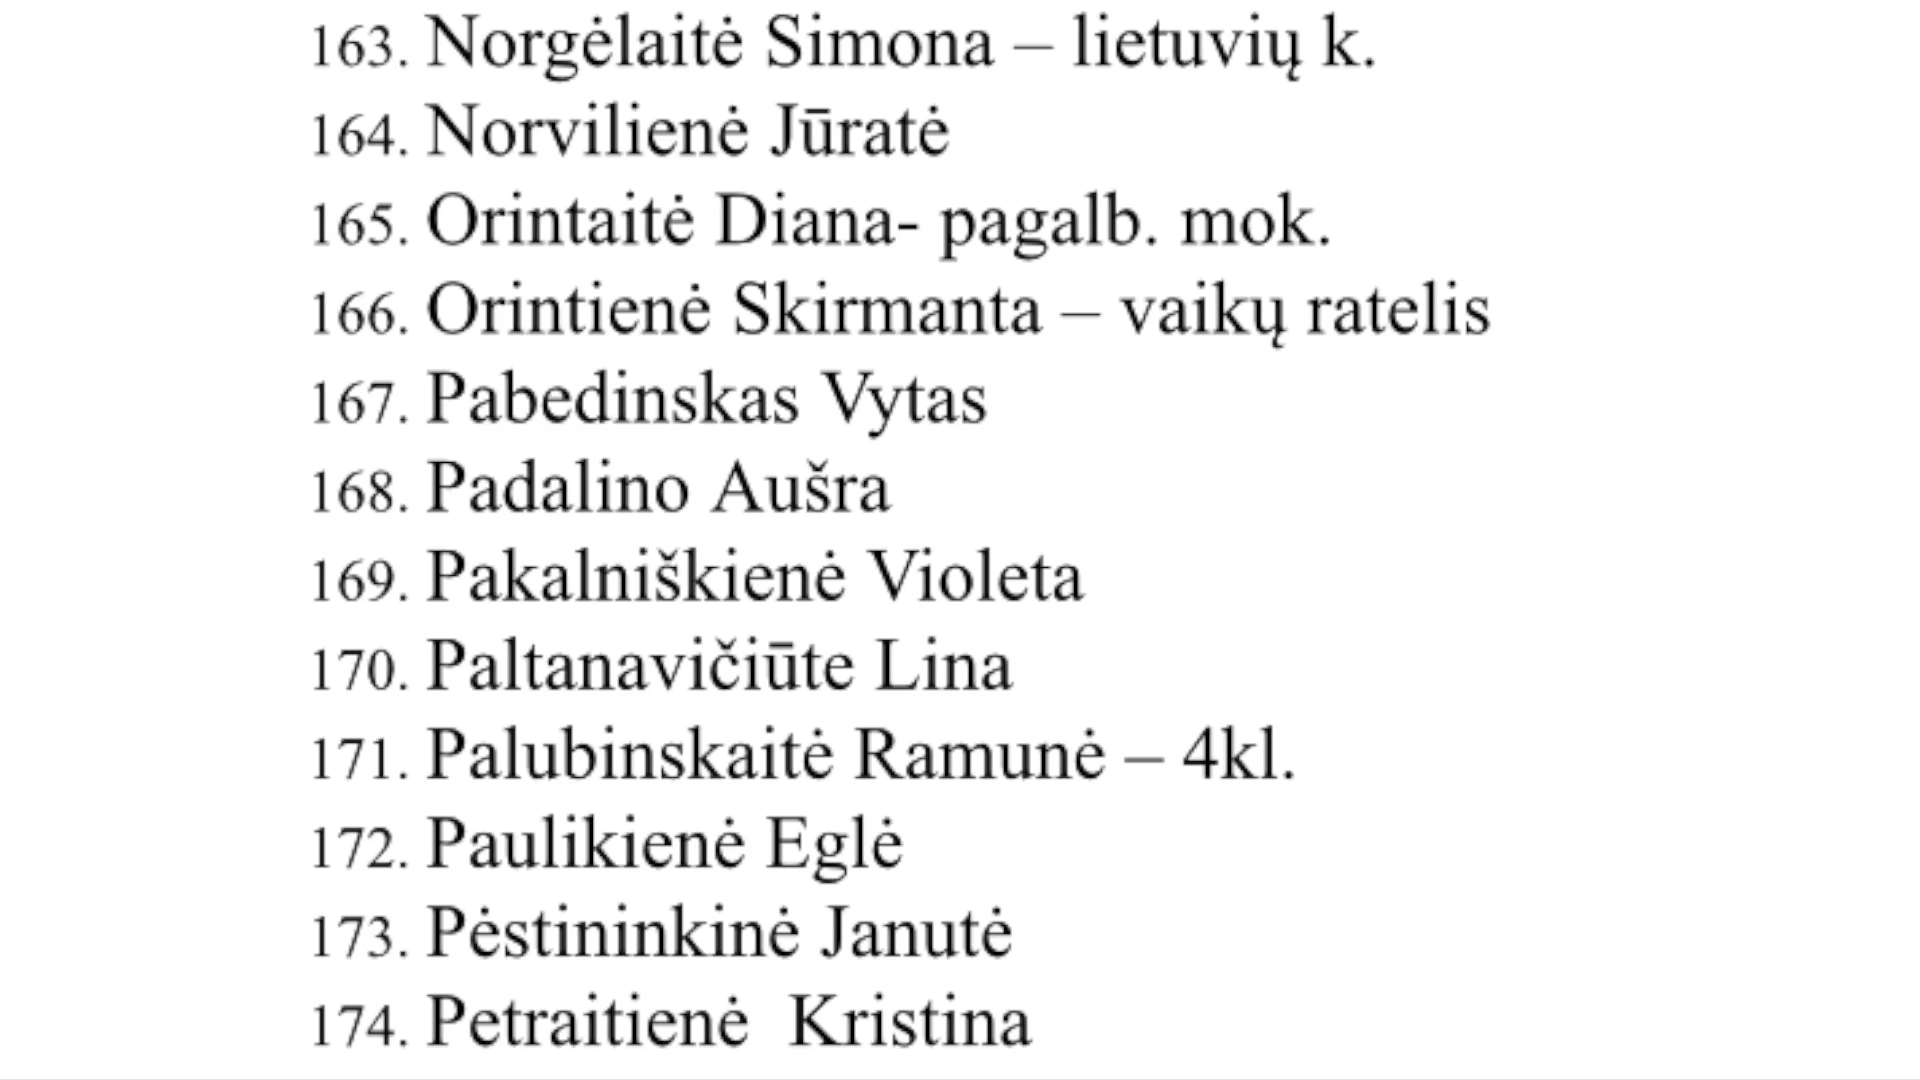 163. Norgėlaitė Simona – lietuvių k.
164. Norvilienė Jūratė
165. Orintaitė Diana- pagalb. mok.
166. Orintienė Skirmanta – vaikų ratelis
167. Pabedinskas Vytas
168. Padalino Aušra
169. Pakalniškienė Violeta
170. Paltanavičiūte Lina
171. Palubinskaitė Ramunė – 4kl.
172. Paulikienė Eglė
173. Pėstininkinė Janutė
174. Petraitienė  Kristina